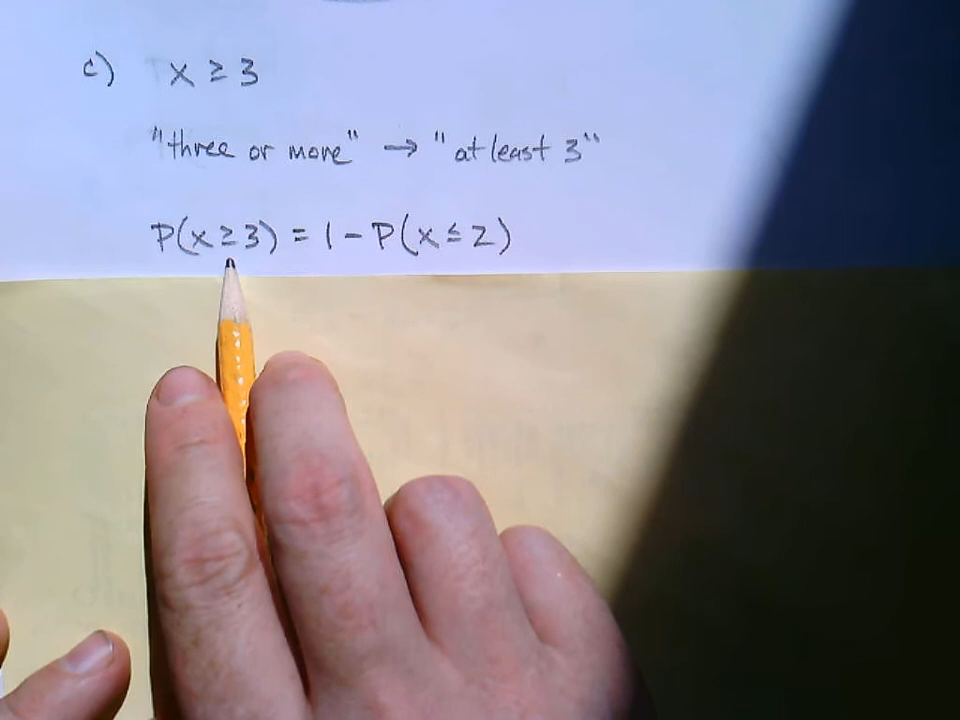 c) x ≥ 3
"three or more" → "at least 3"
P(x≥3) = 1 - P(x≤2)